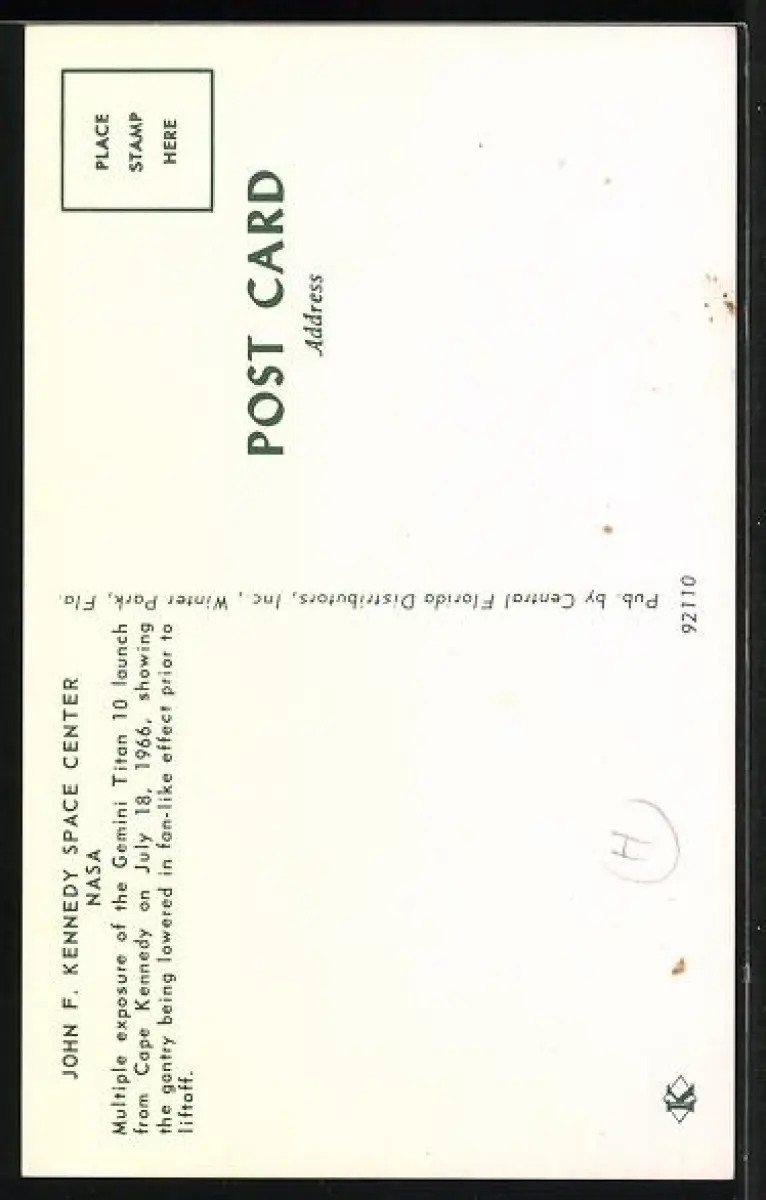 JOHN F. KENNEDY SPACE CENTER
NASA
Multiple exposure of the Gemini Titan 10 launch
from Cape Kennedy on July 18, 1966, showing
the gantry being lowered in fan-like effect prior to
liftoff.
Pub. by Central Florida Distributors, Inc., Winter Park, Fla.
PLACE
STAMP
HERE
POST CARD
Address
92110
H
K